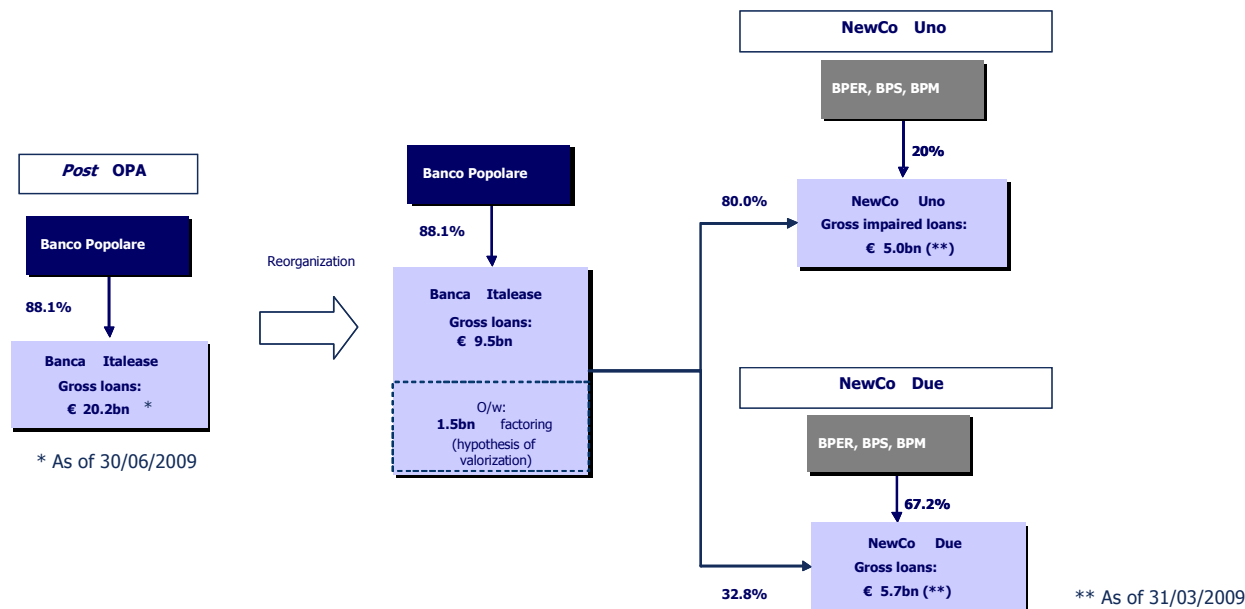 Post OPA
Banco Popolare
88.1%
Banca Italease
Gross loans:
€ 20.2bn *
* As of 30/06/2009
Reorganization
Banco Popolare
88.1%
Banca Italease
Gross loans:
€ 9.5bn
O/w:
1.5bn factoring
(hypothesis of
valorization)
NewCo Uno
BPER, BPS, BPM
20%
80.0%
NewCo Uno
Gross impaired loans:
€ 5.0bn (**)
NewCo Due
BPER, BPS, BPM
67.2%
32.8%
NewCo Due
Gross loans:
€ 5.7bn (**)
** As of 31/03/2009